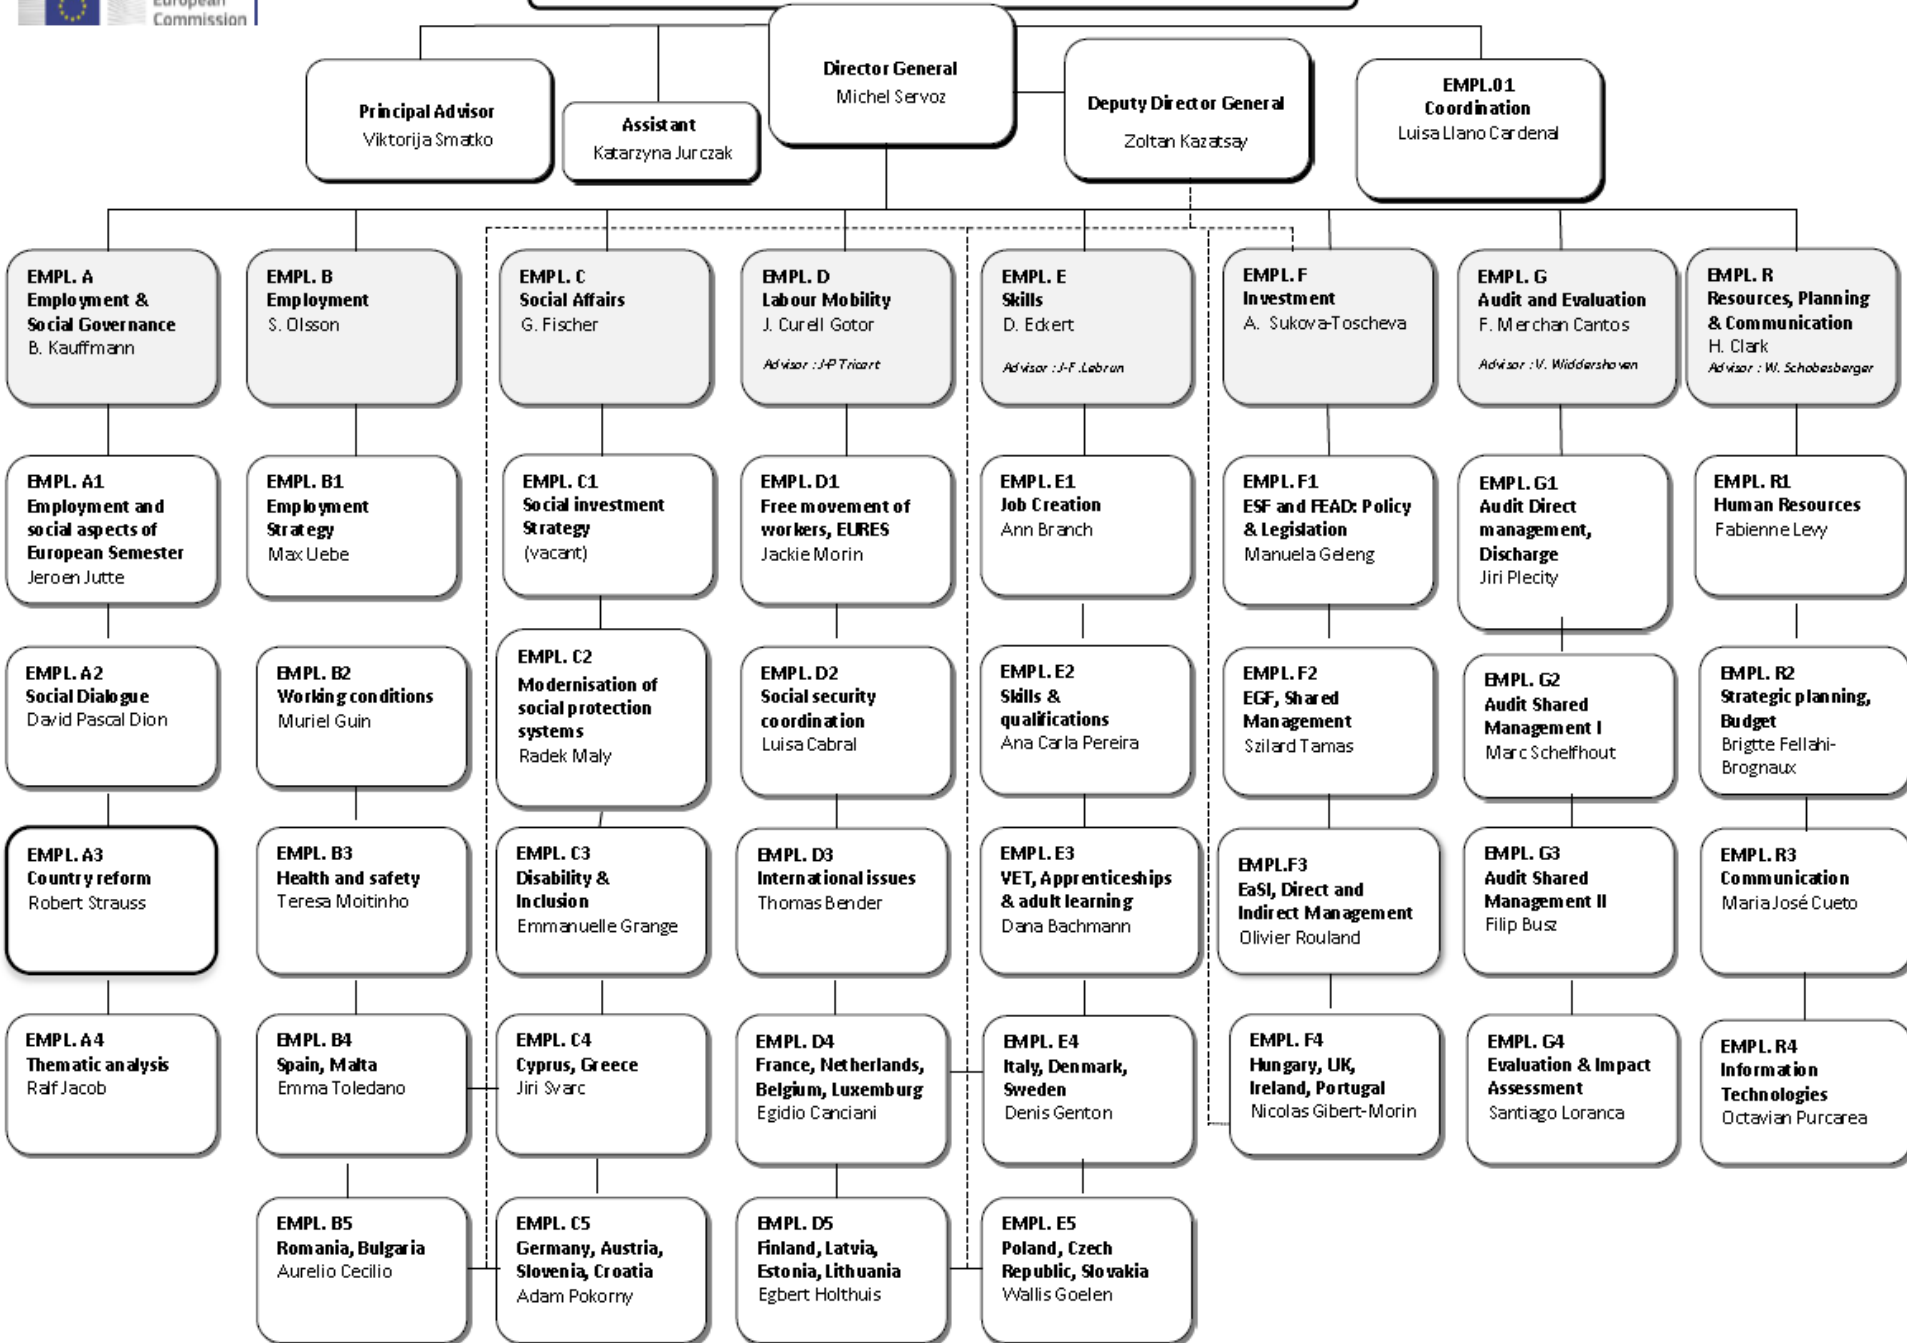 European
Commission
Director General
Michel Servoz
Principal Advisor
Viktorija Smatko
Assistant
Katarzyna Jurczak
Deputy Director General
Zoltan Kazatsay
EMPL.01
Coordination
Luisa Llano Cardenal
EMPL. A
Employment &
Social Governance
B. Kauffmann
EMPL. B
Employment
S. Olsson
EMPL. C
Social Affairs
G. Fischer
EMPL. D
Labour Mobility
J. Curell Gotor
Advisor : J-P Tricart
EMPL. E
Skills
D. Eckert
Advisor : J-F. Lebrun
EMPL. F
Investment
A. Sukova-Toscheva
EMPL. G
Audit and Evaluation
F. Merchan Cantos
Advisor : V. Widdershoven
EMPL. R
Resources, Planning
& Communication
H. Clark
Advisor : W. Schobesberger
EMPL. A1
Employment and
social aspects of
European Semester
Jeroen Jutte
EMPL. B1
Employment
Strategy
Max Uebe
EMPL. C1
Social investment
Strategy
(vacant)
EMPL. D1
Free movement of
workers, EURES
Jackie Morin
EMPL. E1
Job Creation
Ann Branch
EMPL. F1
ESF and FEAD: Policy
& Legislation
Manuela Geleng
EMPL. G1
Audit Direct
management,
Discharge
Jiri Plecity
EMPL. R1
Human Resources
Fabienne Levy
EMPL. A2
Social Dialogue
David Pascal Dion
EMPL. B2
Working conditions
Muriel Guin
EMPL. C2
Modernisation of
social protection
systems
Radek Maly
EMPL. D2
Social security
coordination
Luisa Cabral
EMPL. E2
Skills &
qualifications
Ana Carla Pereira
EMPL. F2
EGF, Shared
Management
Szilard Tamas
EMPL. G2
Audit Shared
Management I
Marc Schelfhout
EMPL. R2
Strategic planning,
Budget
Brigtte Fellahi-
Brognaux
EMPL. A3
Country reform
Robert Strauss
EMPL. B3
Health and safety
Teresa Moitinho
EMPL. C3
Disability &
Inclusion
Emmanuelle Grange
EMPL. D3
International issues
Thomas Bender
EMPL. E3
VET, Apprenticeships
& adult learning
Dana Bachmann
EMPL.F3
EaSI, Direct and
Indirect Management
Olivier Rouland
EMPL. G3
Audit Shared
Management II
Filip Busz
EMPL. R3
Communication
Maria José Cueto
EMPL. A4
Thematic analysis
Ralf Jacob
EMPL. B4
Spain, Malta
Emma Toledano
EMPL. C4
Cyprus, Greece
Jiri Svarc
EMPL. D4
France, Netherlands,
Belgium, Luxemburg
Egidio Canciani
EMPL. E4
Italy, Denmark,
Sweden
Denis Genton
EMPL. F4
Hungary, UK,
Ireland, Portugal
Nicolas Gibert-Morin
EMPL. G4
Evaluation & Impact
Assessment
Santiago Loranca
EMPL. R4
Information
Technologies
Octavian Purcarea
EMPL. B5
Romania, Bulgaria
Aurelio Cecilio
EMPL. C5
Germany, Austria,
Slovenia, Croatia
Adam Pokorny
EMPL. D5
Finland, Latvia,
Estonia, Lithuania
Egbert Holthuis
EMPL. E5
Poland, Czech
Republic, Slovakia
Wallis Goelen